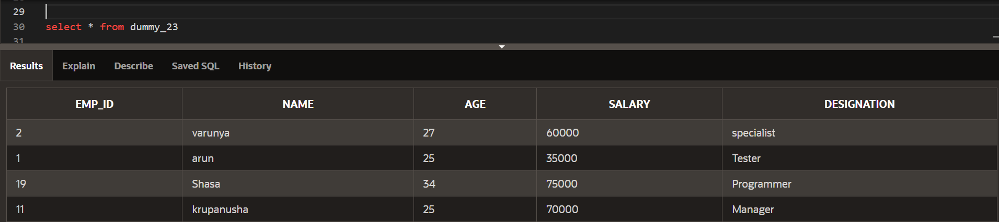 29
30 select * from dummy_23
31
Results Explain Describe Saved SQL History
EMP_ID NAME AGE SALARY DESIGNATION
2 varunya 27 60000 specialist
1 arun 25 35000 Tester
19 Shasa 34 75000 Programmer
11 krupanusha 25 70000 Manager